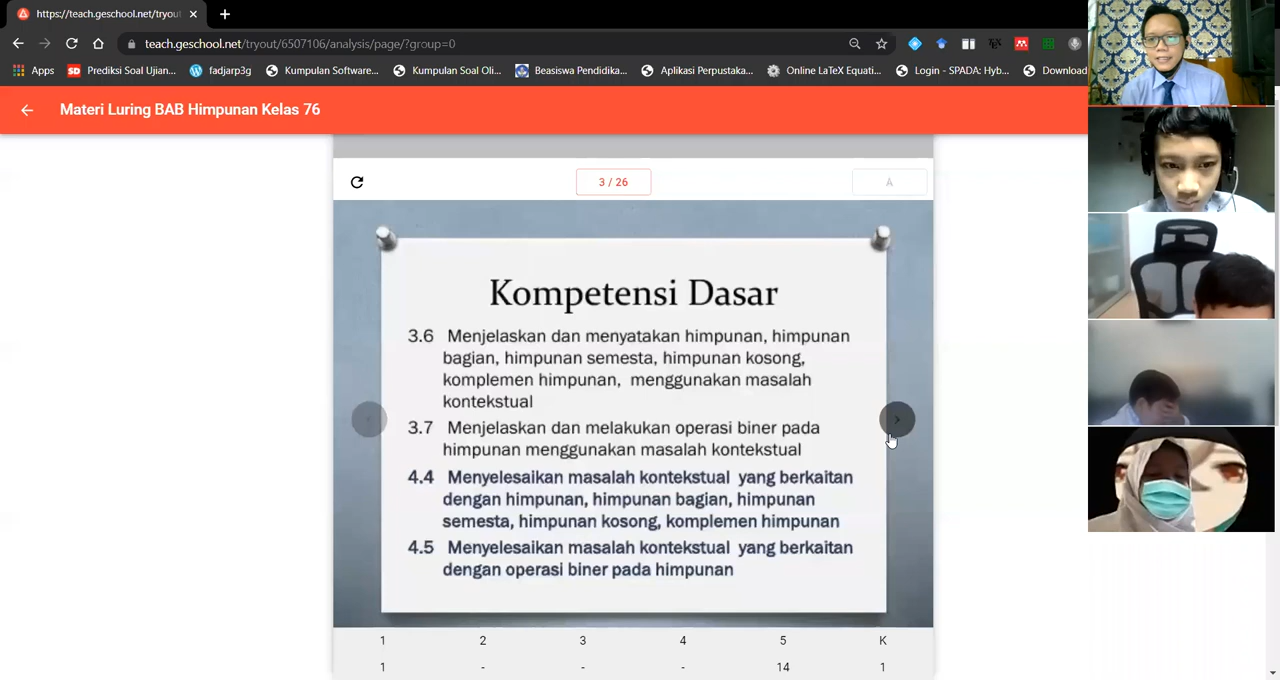 https://teach.geschool.net/tryout
teach.geschool.net/tryout/6507106/analysis/page/?group=0
Apps
SD
Prediksi Soal Ujian...
fadjarp3g
Kumpulan Software...
Kumpulan Soal Oli...
Beasiswa Pendidika...
Aplikasi Perpustaka...
Online LaTeX Equati...
Login - SPADA: Hyb...
Download
Materi Luring BAB Himpunan Kelas 76
3 / 26
A
Kompetensi Dasar
3.6 Menjelaskan dan menyatakan himpunan, himpunan
bagian, himpunan semesta, himpunan kosong,
komplemen himpunan, menggunakan masalah
kontekstual
3.7 Menjelaskan dan melakukan operasi biner pada
himpunan menggunakan masalah kontekstual
4.4 Menyelesaikan masalah kontekstual yang berkaitan
dengan himpunan, himpunan bagian, himpunan
semesta, himpunan kosong, komplemen himpunan
4.5 Menyelesaikan masalah kontekstual yang berkaitan
dengan operasi biner pada himpunan
1 2 3 4 5 K
1 - - - 14 1